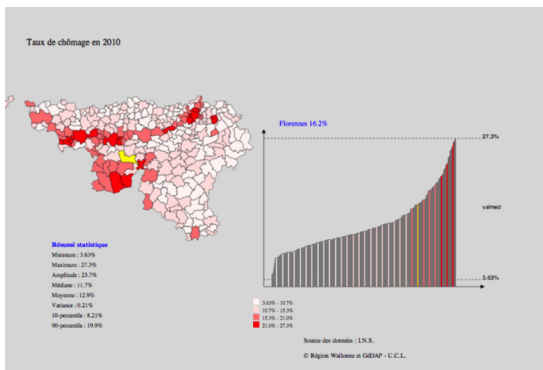 Taux de chômage en 2010
Florennes 16.2%
27.3%
valmed
3.63%
Résumé statistique
Minimum : 3.63%
Maximum : 27.3%
Amplitude : 23.7%
Médiane : 11.7%
Moyenne : 12.9%
Variance : 0.21%
10-percentile : 8.21%
90-percentile : 19.9%
3.63% - 10.7%
10.7% - 15.3%
15.3% - 21.0%
21.0% - 27.3%
Source des données : I.N.S.
© Région Wallonne et GéDAP - U.C.L.